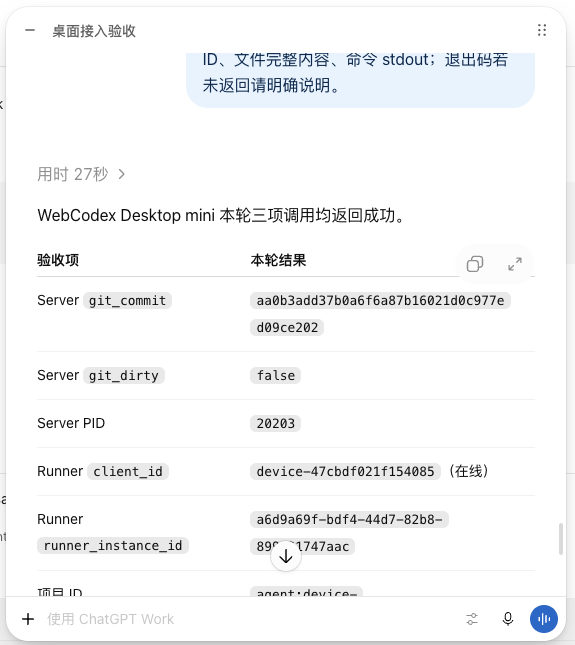 桌面接入验收
ID、文件完整内容、命令 stdout；退出码若
未返回请明确说明。
用时 27秒
WebCodex Desktop mini 本轮三项调用均返回成功。
验收项 本轮结果
Server git_commit aa0b3add37b0a6f6a87b16021d0c977e
d09ce202
Server git_dirty false
Server PID 20203
Runner client_id device-47cbdf021f154085（在线）
Runner a6d9a69f-bdf4-44d7-82b8-
runner_instance_id
项目 ID agent:device-
使用 ChatGPT Work